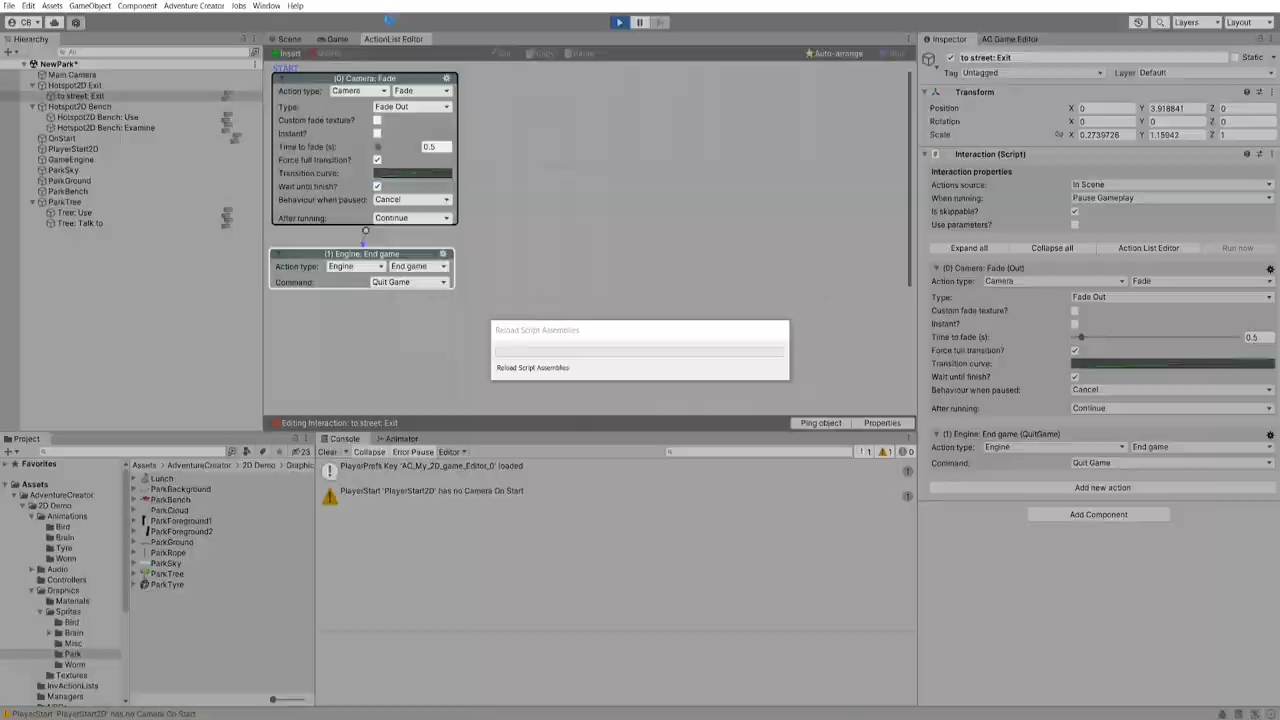 File Edit Assets GameObject Component Adventure Creator Jobs Window Help
CB Layers Layout
Hierarchy Scene Game ActionList Editor Inspector AC Game Editor
All
Insert Auto-arrange
NewPark*
Main Camera
Hotspot2D Exit
to street: Exit
Hotspot2D Bench
Hotspot2D Bench: Use
Hotspot2D Bench: Examine
OnStart
PlayerStart2D
GameEngine
ParkSky
ParkGround
ParkBench
ParkTree
Tree: Use
Tree: Talk to
START
(0) Camera: Fade
Action type: Camera Fade
Type: Fade Out
Custom fade texture?
Instant?
Time to fade (s): 0.5
Force full transition?
Transition curve:
Wait until finish?
Behaviour when paused: Cancel
After running: Continue
(1) Engine: End game
Action type: Engine End game
Command: Quit Game
Reload Script Assemblies
Reload Script Assemblies
Editing Interaction: to street: Exit Ping object Properties
to street: Exit Static
Tag Untagged Layer Default
Transform
Position X 0 Y 3.918841 Z 0
Rotation X 0 Y 0 Z 0
Scale X 0.2739726 Y 1.15942 Z 1
# Interaction (Script)
Interaction properties
Actions source: In Scene
When running: Pause Gameplay
Is skippable?
Use parameters?
Expand all Collapse all Action List Editor Run now
(0) Camera: Fade (Out)
Action type: Camera Fade
Type: Fade Out
Custom fade texture?
Instant?
Time to fade (s): 0.5
Force full transition?
Transition curve:
Wait until finish?
Behaviour when paused: Cancel
After running: Continue
(1) Engine: End game (QuitGame)
Action type: Engine End game
Command: Quit Game
Add new action
Add Component
Project Console Animator
23 Clear Collapse Error Pause Editor 1 1 0
Favorites
Assets
AdventureCreator
2D Demo
Animations
Bird
Brain
Tyre
Worm
Audio
Controllers
Graphics
Materials
Sprites
Bird
Brain
Misc
Park
Worm
Textures
InvActionLists
Managers
Assets AdventureCreator 2D Demo Graphic
Lunch
ParkBackground
ParkBench
ParkCloud
ParkForeground1
ParkForeground2
ParkGround
ParkRope
ParkSky
ParkTree
ParkTyre
PlayerPrefs Key 'AC_My_2D_game_Editor_0' loaded
PlayerStart 'PlayerStart2D' has no Camera On Start
PlayerStart 'PlayerStart2D' has no Camera On Start